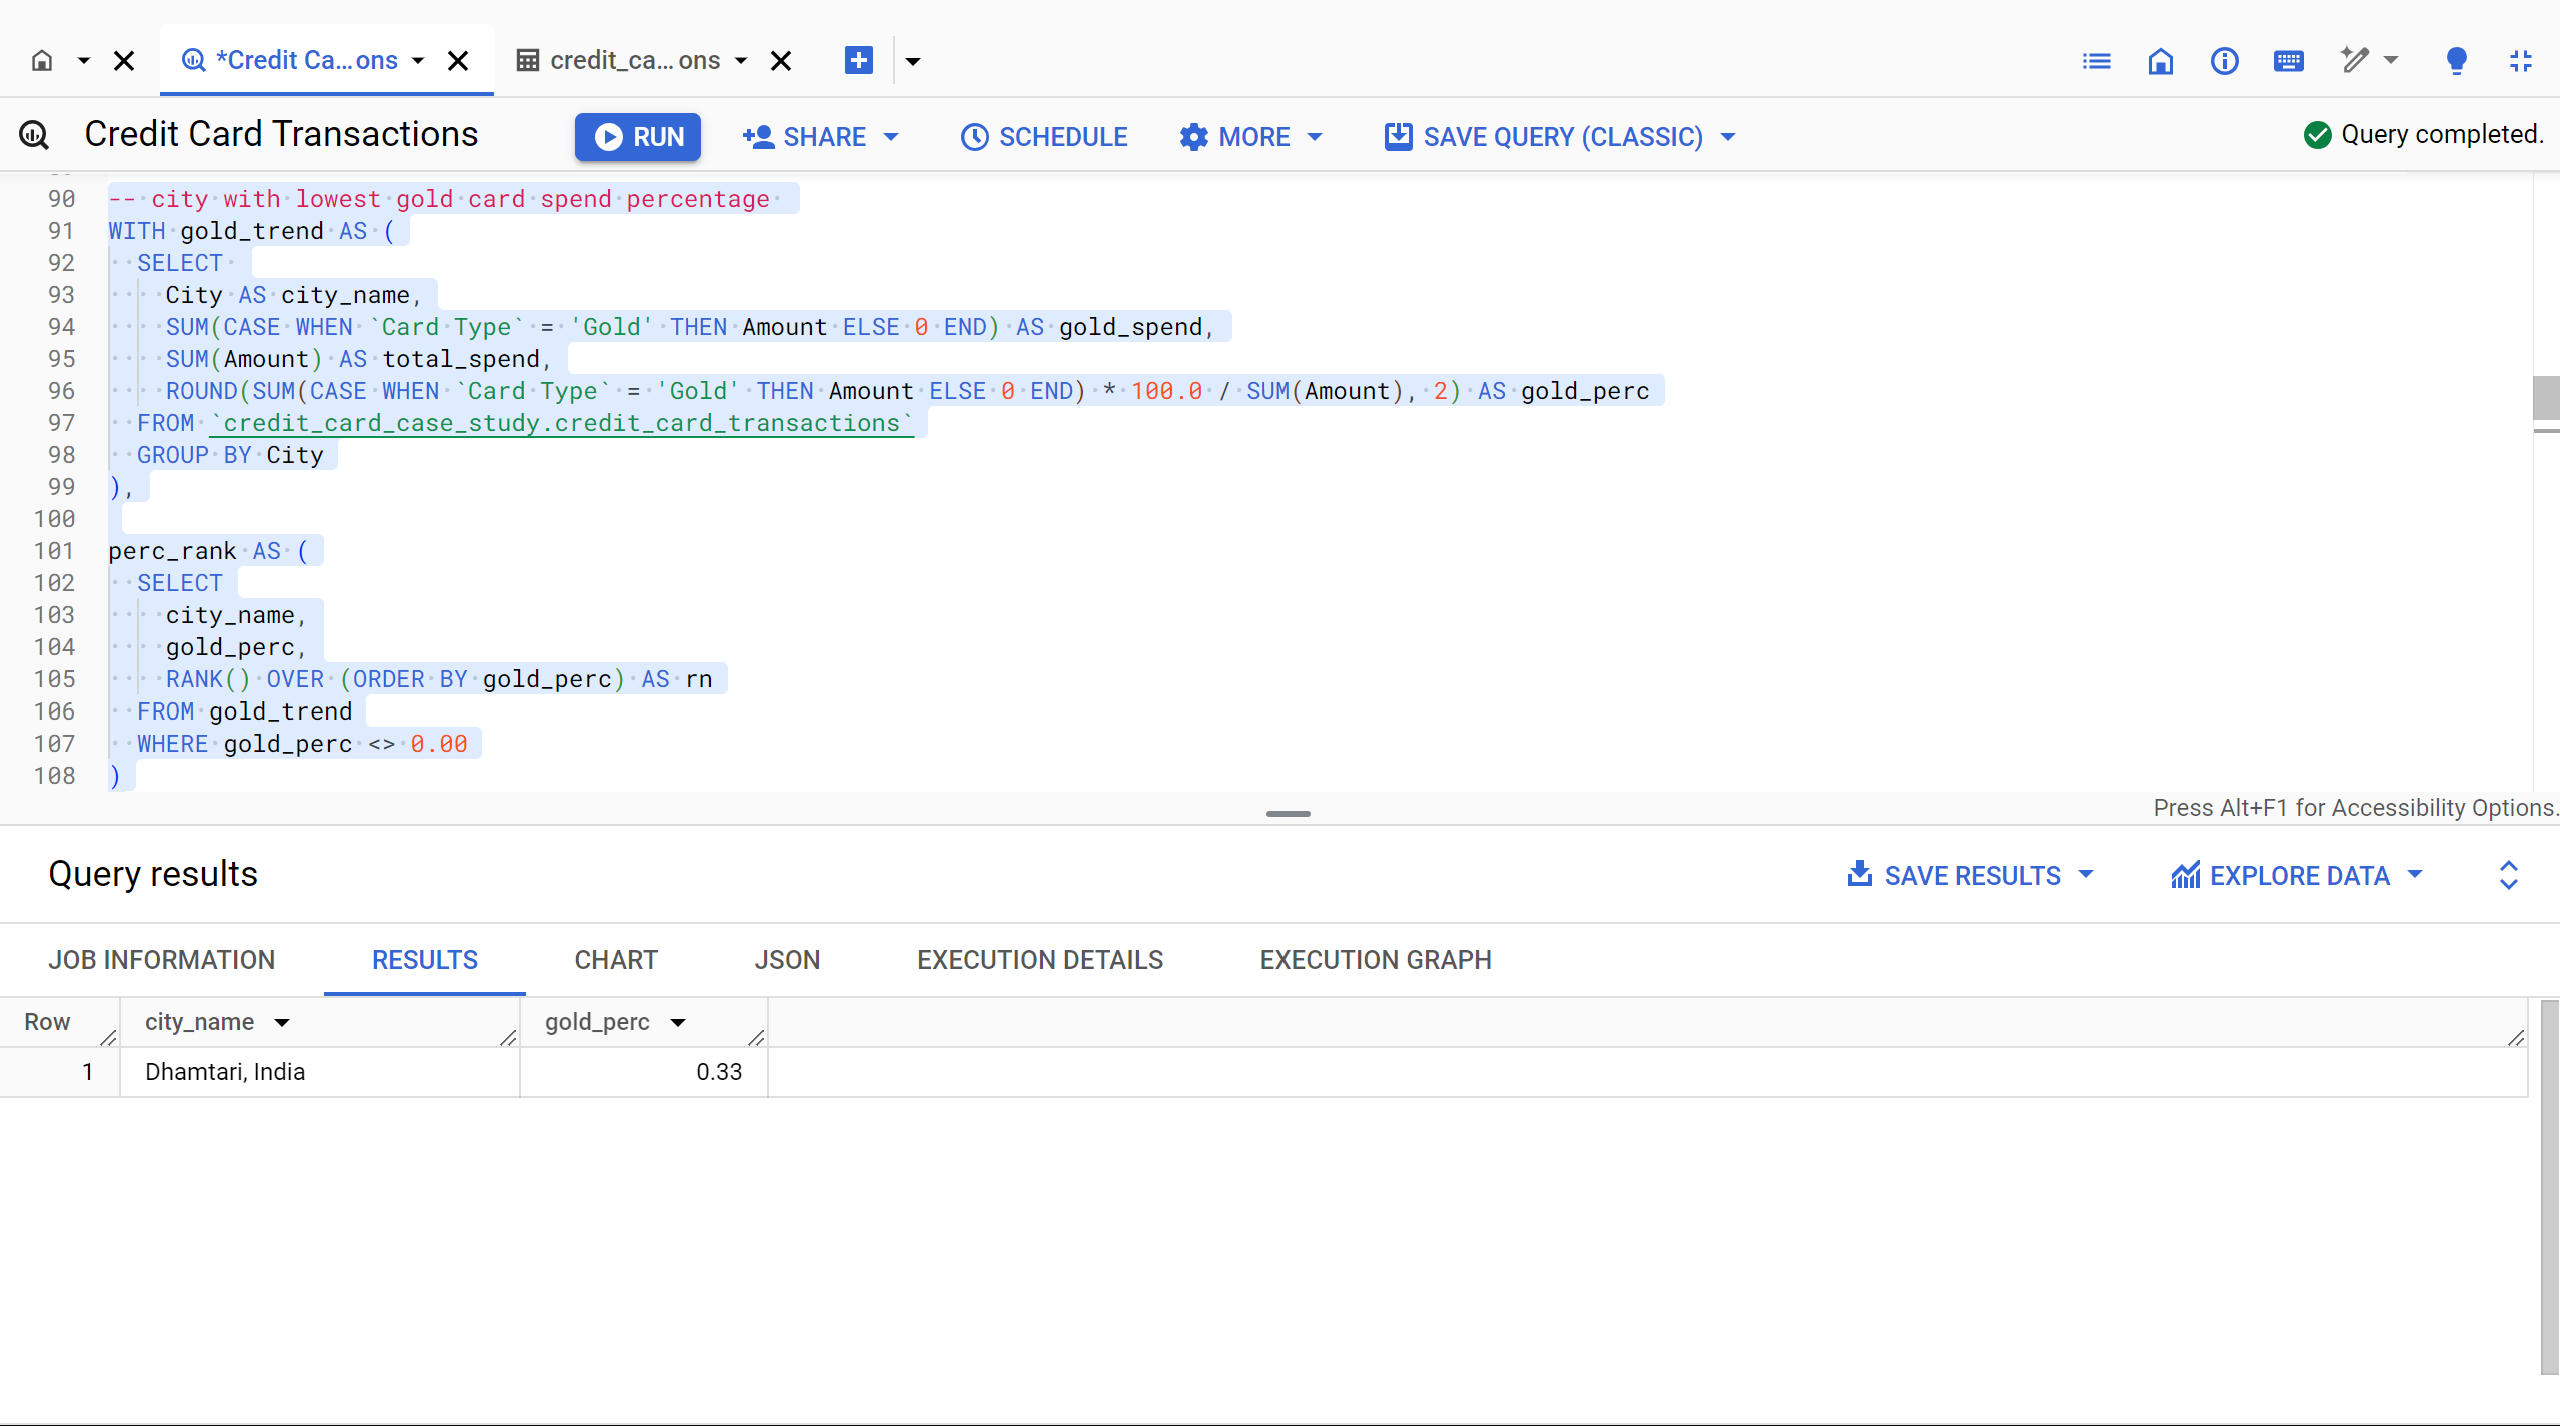 *Credit Ca... ons
credit_ca... ons
Credit Card Transactions
RUN
SHARE
SCHEDULE
MORE
SAVE QUERY (CLASSIC)
Query completed.
90 -- city with lowest gold card spend percentage
91 WITH gold_trend AS (
92 SELECT
93 City AS city_name,
94 SUM(CASE WHEN `Card Type` = 'Gold' THEN Amount ELSE 0 END) AS gold_spend,
95 SUM(Amount) AS total_spend,
96 ROUND(SUM(CASE WHEN `Card Type` = 'Gold' THEN Amount ELSE 0 END) * 100.0 / SUM(Amount), 2) AS gold_perc
97 FROM `credit_card_case_study.credit_card_transactions`
98 GROUP BY City
99 ),
100
101 perc_rank AS (
102 SELECT
103 city_name,
104 gold_perc,
105 RANK() OVER (ORDER BY gold_perc) AS rn
106 FROM gold_trend
107 WHERE gold_perc <> 0.00
108 )
Press Alt+F1 for Accessibility Options.
Query results
SAVE RESULTS
EXPLORE DATA
JOB INFORMATION
RESULTS
CHART
JSON
EXECUTION DETAILS
EXECUTION GRAPH
Row city_name gold_perc
1 Dhamtari, India 0.33